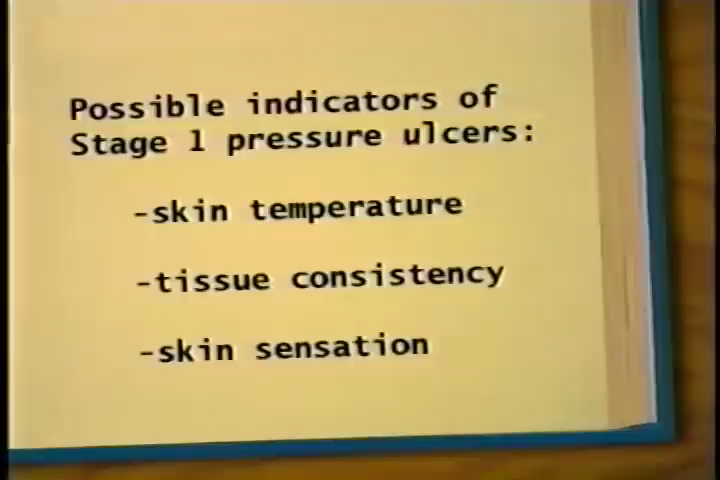 Possible indicators of
Stage 1 pressure ulcers:
-skin temperature
-tissue consistency
-skin sensation